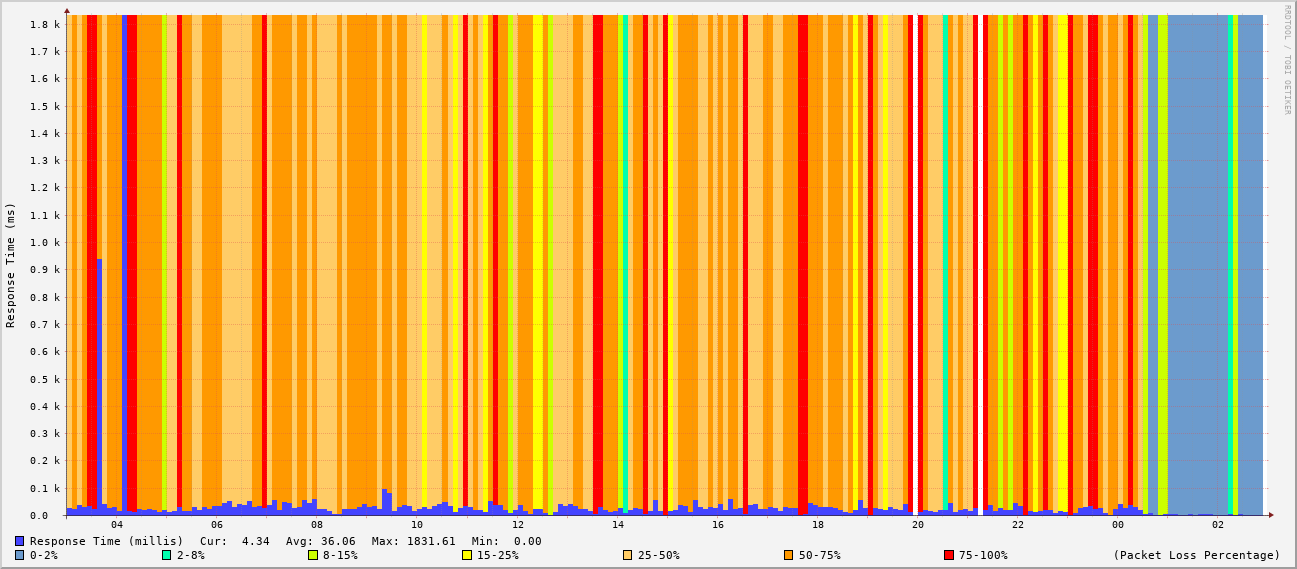 RRDTOOL / TOBI OETIKER
Response Time (ms)
1.8 k
1.7 k
1.6 k
1.5 k
1.4 k
1.3 k
1.2 k
1.1 k
1.0 k
0.9 k
0.8 k
0.7 k
0.6 k
0.5 k
0.4 k
0.3 k
0.2 k
0.1 k
0.0
04 06 08 10 12 14 16 18 20 22 00 02
Response Time (millis) Cur: 4.34 Avg: 36.06 Max: 1831.61 Min: 0.00
0-2% 2-8% 8-15% 15-25% 25-50% 50-75% 75-100% (Packet Loss Percentage)